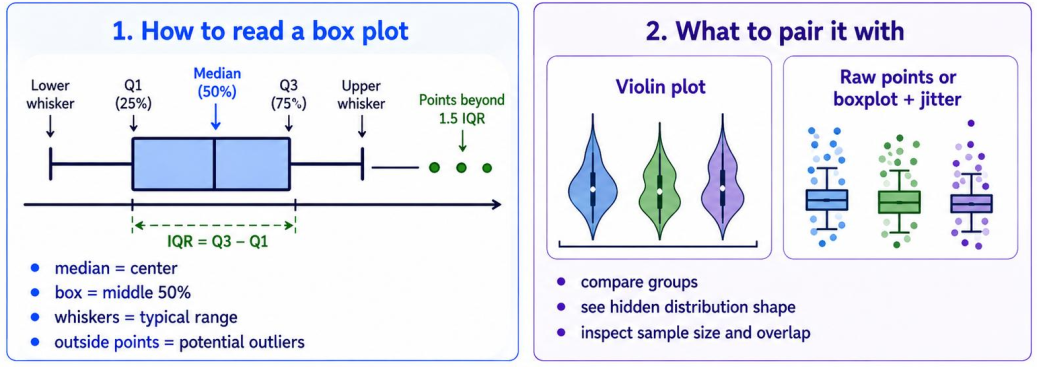 1. How to read a box plot
Lower
whisker
Q1
(25%)
Median
(50%)
Q3
(75%)
Upper
whisker
Points beyond
1.5 IQR
IQR = Q3 – Q1
median = center
box = middle 50%
whiskers = typical range
outside points = potential outliers
2. What to pair it with
Violin plot
Raw points or
boxplot + jitter
compare groups
see hidden distribution shape
inspect sample size and overlap